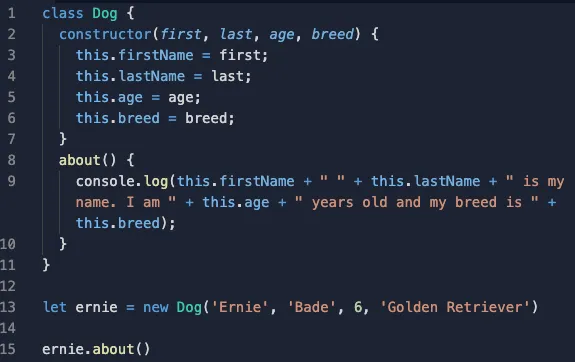 1 class Dog {
2   constructor(first, last, age, breed) {
3     this.firstName = first;
4     this.lastName = last;
5     this.age = age;
6     this.breed = breed;
7   }
8   about() {
9     console.log(this.firstName + " " + this.lastName + " is my
name. I am " + this.age + " years old and my breed is " +
this.breed);
10   }
11 }
12
13 let ernie = new Dog('Ernie', 'Bade', 6, 'Golden Retriever')
14
15 ernie.about()